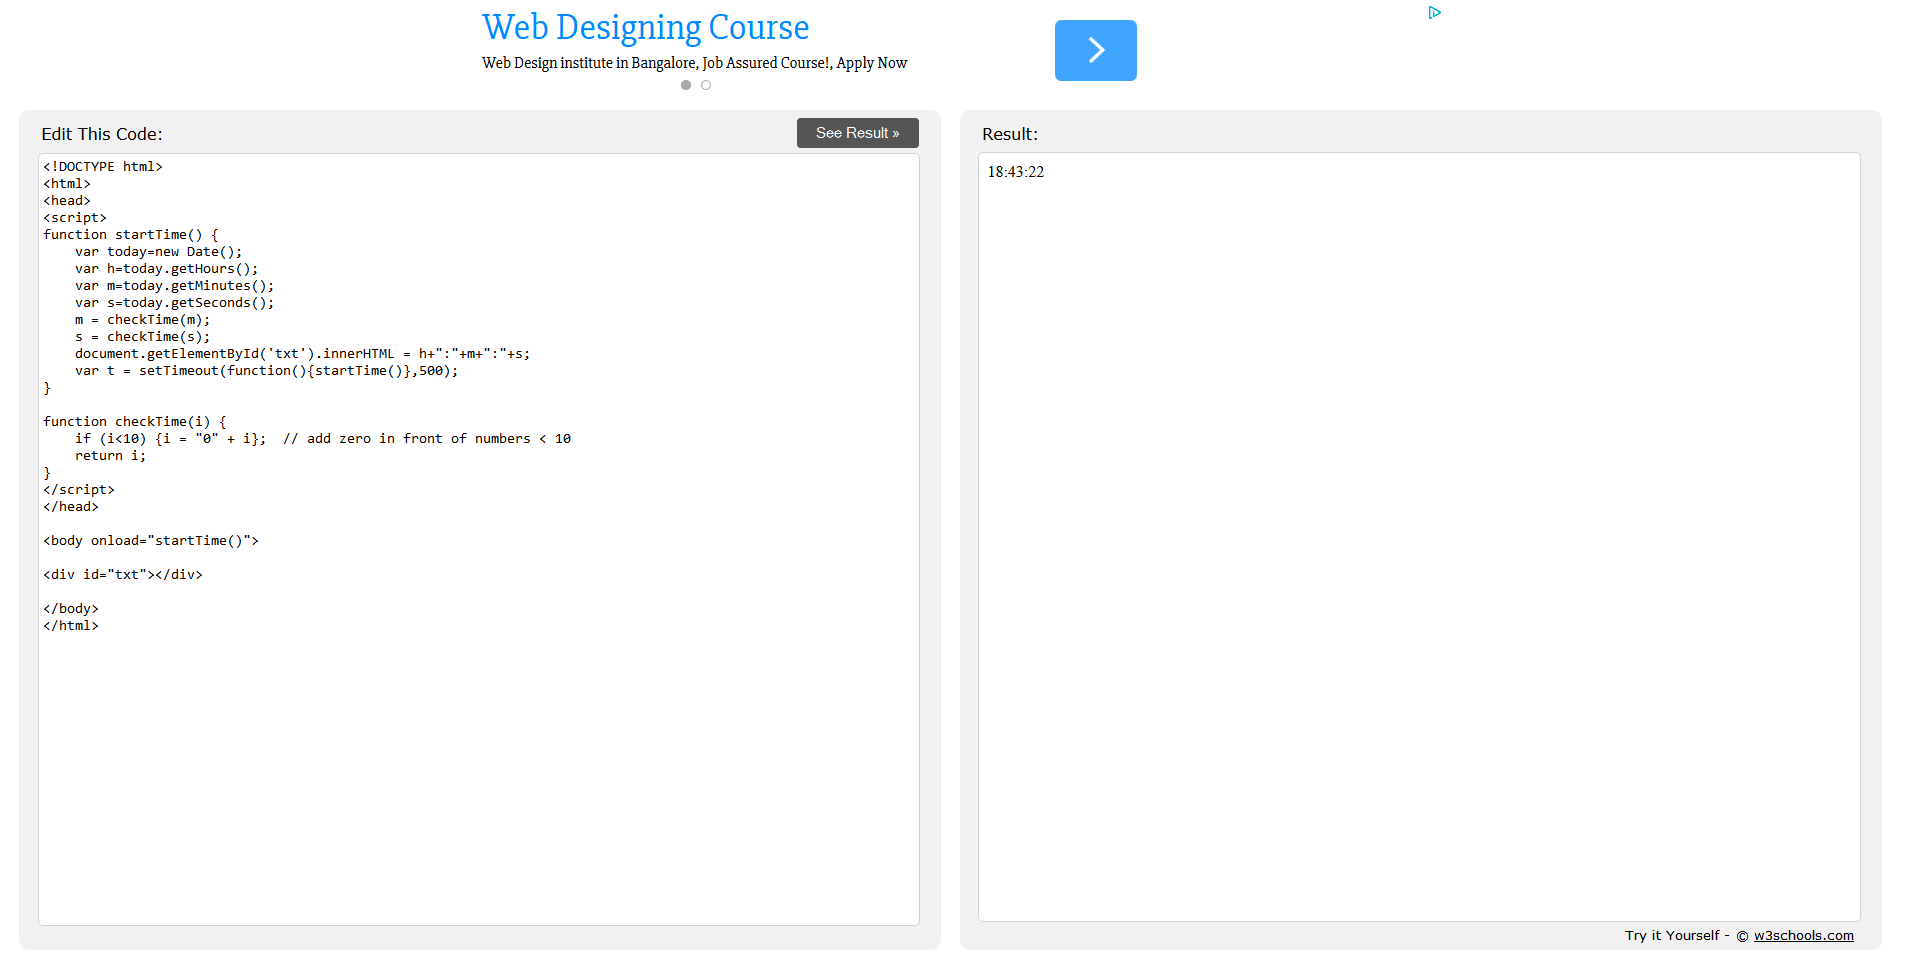 Web Designing Course
Web Design institute in Bangalore, Job Assured Course!, Apply Now
Edit This Code:
See Result »
<!DOCTYPE html>
<html>
<head>
<script>
function startTime() {
    var today=new Date();
    var h=today.getHours();
    var m=today.getMinutes();
    var s=today.getSeconds();
    m = checkTime(m);
    s = checkTime(s);
    document.getElementById('txt').innerHTML = h+":"+m+":"+s;
    var t = setTimeout(function(){startTime()},500);
}
function checkTime(i) {
    if (i<10) {i = "0" + i};  // add zero in front of numbers < 10
    return i;
}
</script>
</head>
<body onload="startTime()">
<div id="txt"></div>
</body>
</html>
Result:
18:43:22
Try it Yourself - © w3schools.com